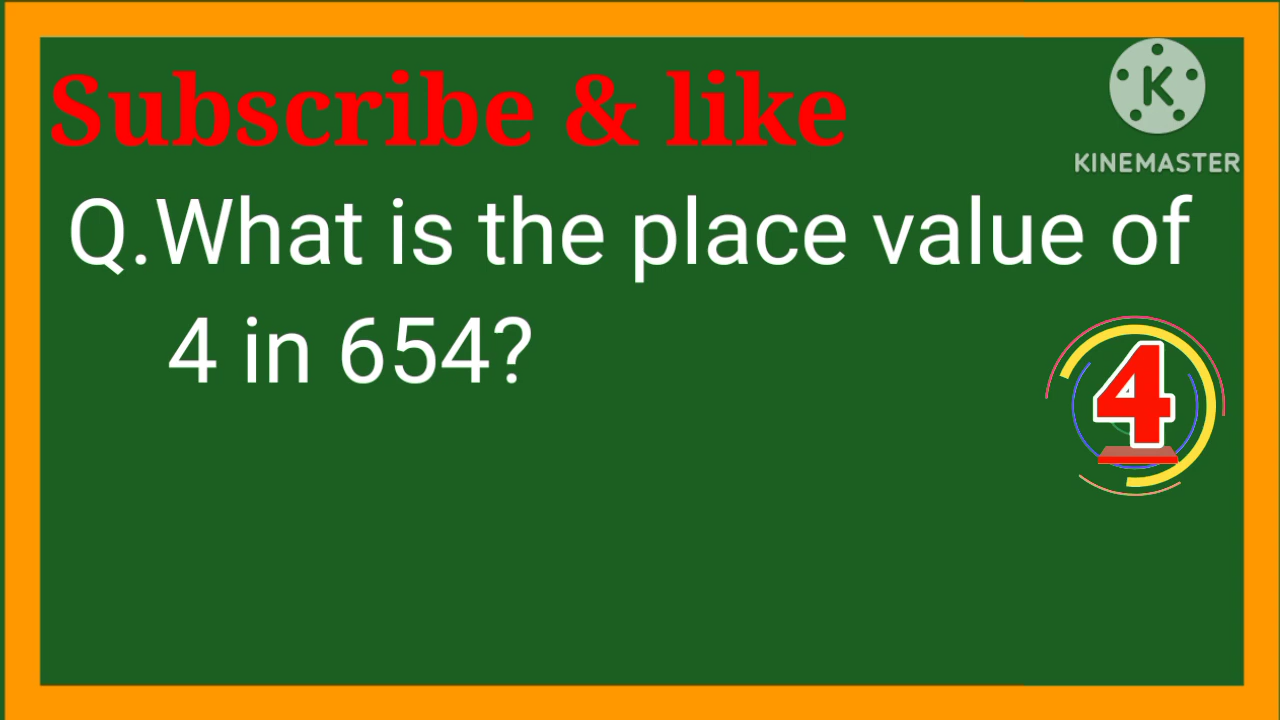 Subscribe & like
K
KINEMASTER
Q.What is the place value of
4 in 654?
4